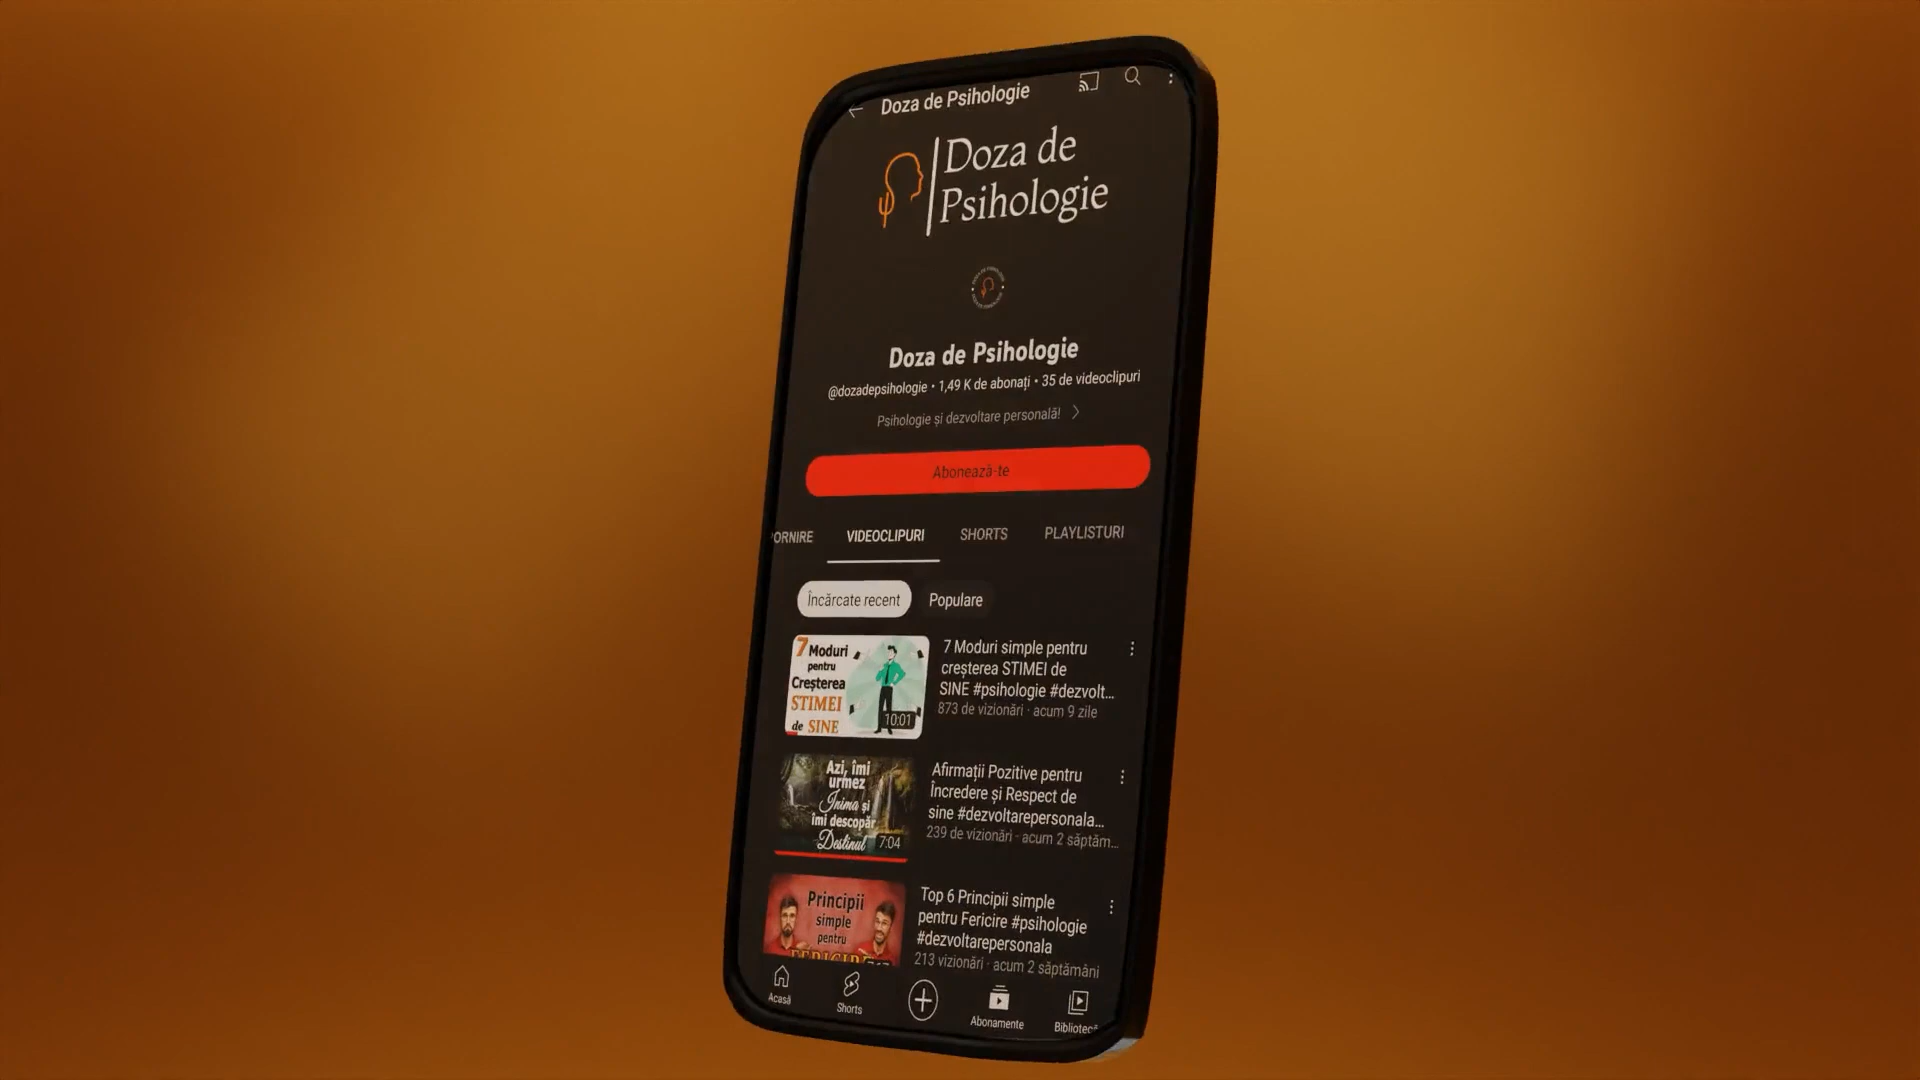 Doza de Psihologie
Doza de
Psihologie
Doza de Psihologie
@dozadepsihologie • 1,49 K de abonați • 35 de videoclipuri
Psihologie și dezvoltare personală!
Abonează-te
PORNIRE VIDEOCLIPURI SHORTS PLAYLISTURI
Încărcate recent Populare
7 Moduri
pentru
Creșterea
STIMEI
de SINE
10:01
7 Moduri simple pentru
creșterea STIMEI de
SINE #psihologie #dezvolt...
873 de vizionări · acum 9 zile
Azi, îmi
urmez
Inima și
îmi descopăr
Destinul
7:04
Afirmații Pozitive pentru
Încredere și Respect de
sine #dezvoltarepersonala...
239 de vizionări · acum 2 săptăm...
Principii
simple
pentru
FERICIRE
Top 6 Principii simple
pentru Fericire #psihologie
#dezvoltarepersonala
213 vizionări · acum 2 săptămâni
Acasă Shorts Abonamente Bibliotecă